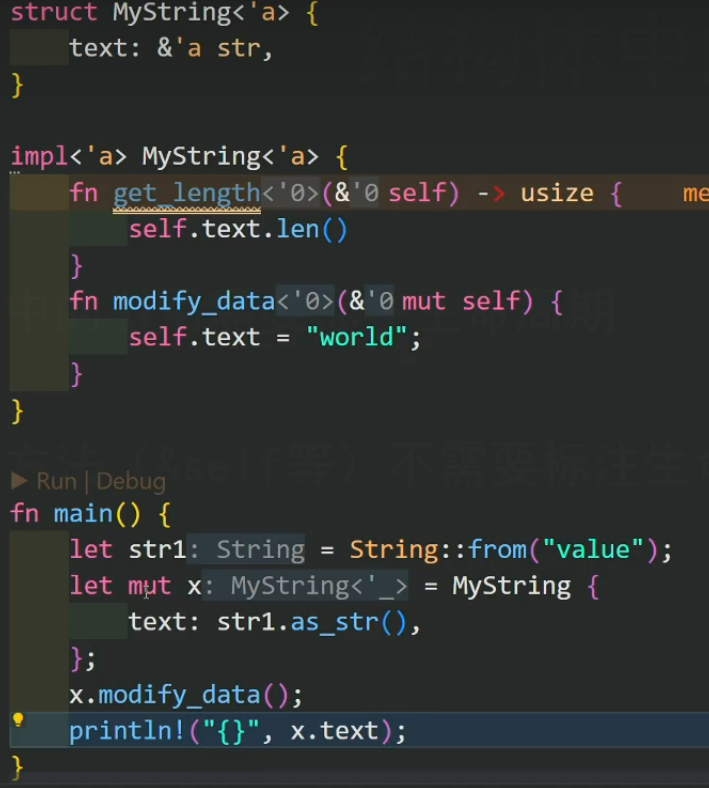 struct MyString<'a> {
    text: &'a str,
}
impl<'a> MyString<'a> {
    fn get_length<'0>(&'0 self) -> usize {     me
        self.text.len()
    }
    fn modify_data<'0>(&'0 mut self) {
        self.text = "world";
    }
}
▶ Run | Debug
fn main() {
    let str1: String = String::from("value");
    let mut x: MyString<'_> = MyString {
        text: str1.as_str(),
    };
    x.modify_data();
    println!("{}", x.text);
}